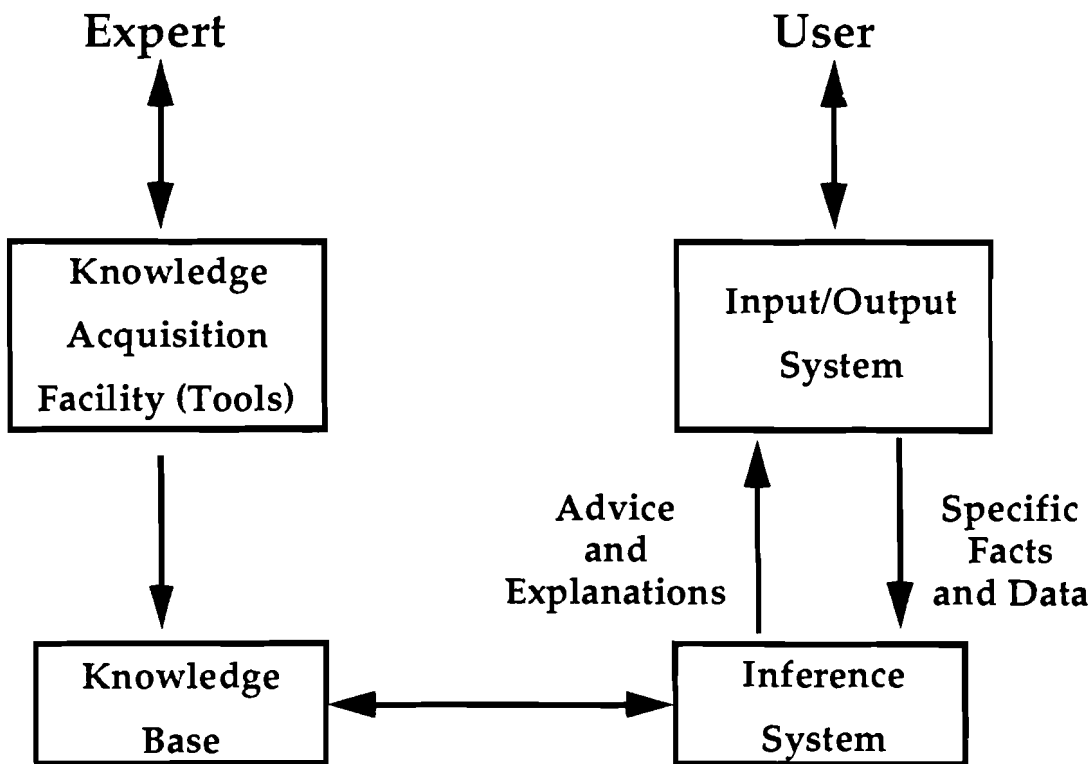 Expert
User
Knowledge
Acquisition
Facility (Tools)
Input/Output
System
Advice
and
Explanations
Specific
Facts
and Data
Knowledge
Base
Inference
System